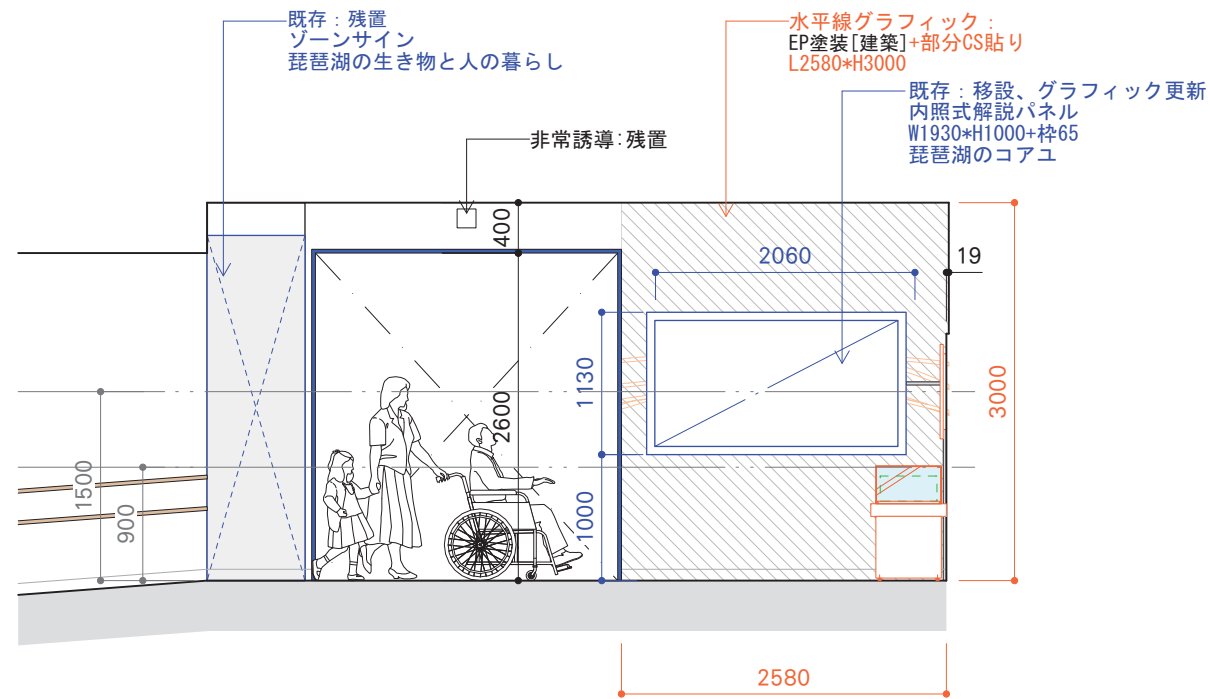 既存：残置
ゾーンサイン
琵琶湖の生き物と人の暮らし
水平線グラフィック：
EP塗装[建築]+部分CS貼り
L2580*H3000
既存：移設、グラフィック更新
内照式解説パネル
W1930*H1000+枠65
琵琶湖のコアユ
非常誘導:残置
400
2060
19
1130
2600
3000
1500
900
1000
2580